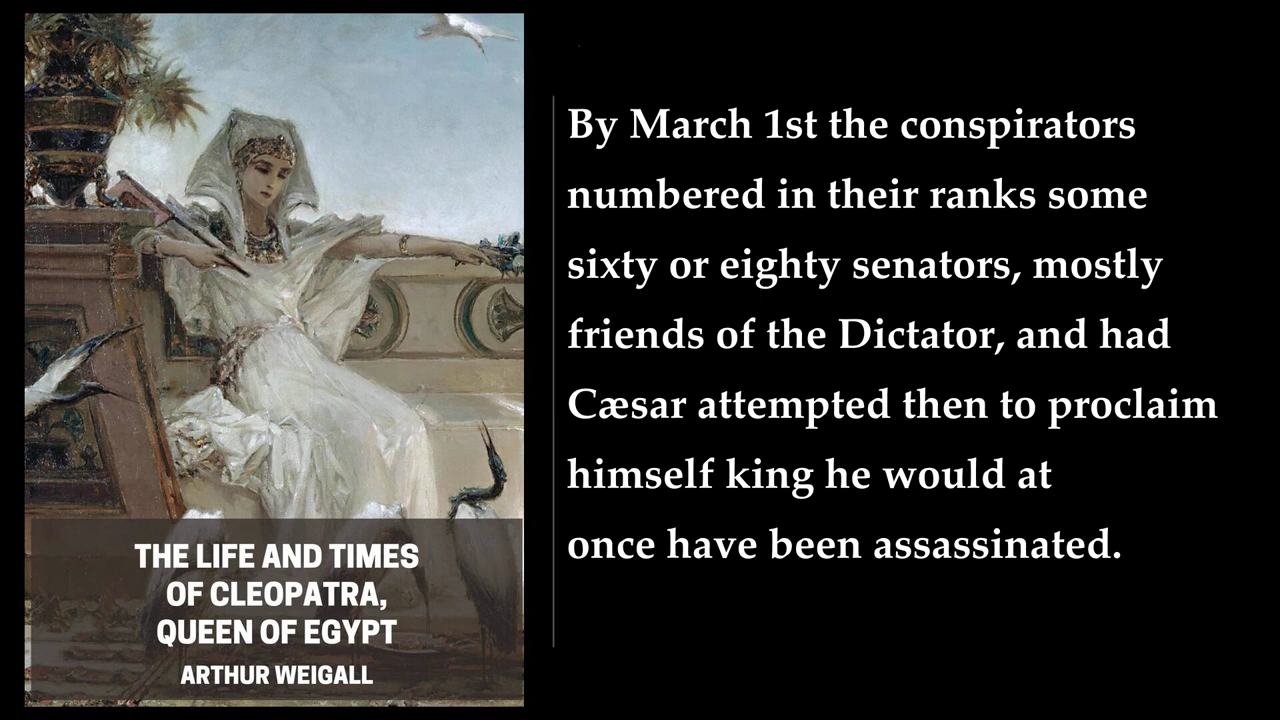 THE LIFE AND TIMES
OF CLEOPATRA,
QUEEN OF EGYPT
ARTHUR WEIGALL
By March 1st the conspirators
numbered in their ranks some
sixty or eighty senators, mostly
friends of the Dictator, and had
Cæsar attempted then to proclaim
himself king he would at
once have been assassinated.